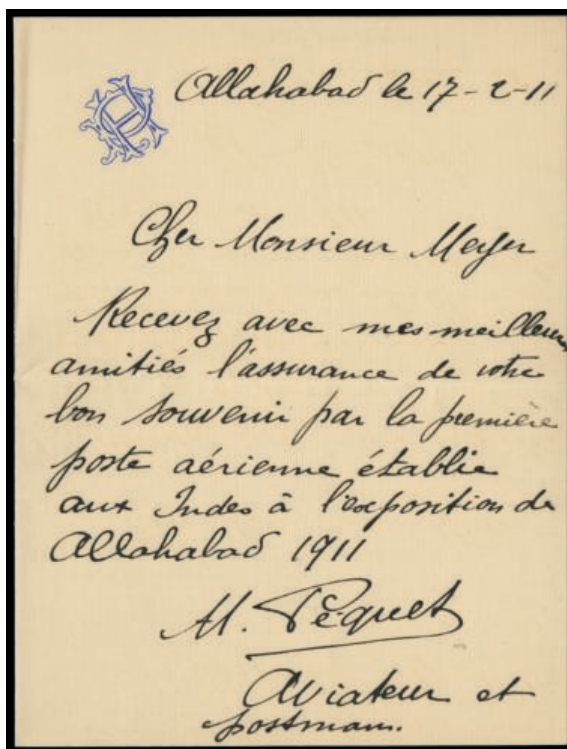 Allahabad le 17-2-11
Cher Monsieur Meyer
Recevez avec mes meilleurs
amitiés l'assurance de votre
bon souvenir par la première
poste aérienne établie
aux Indes à l'exposition de
Allahabad 1911
M. Péquet
Aviateur et
postman.